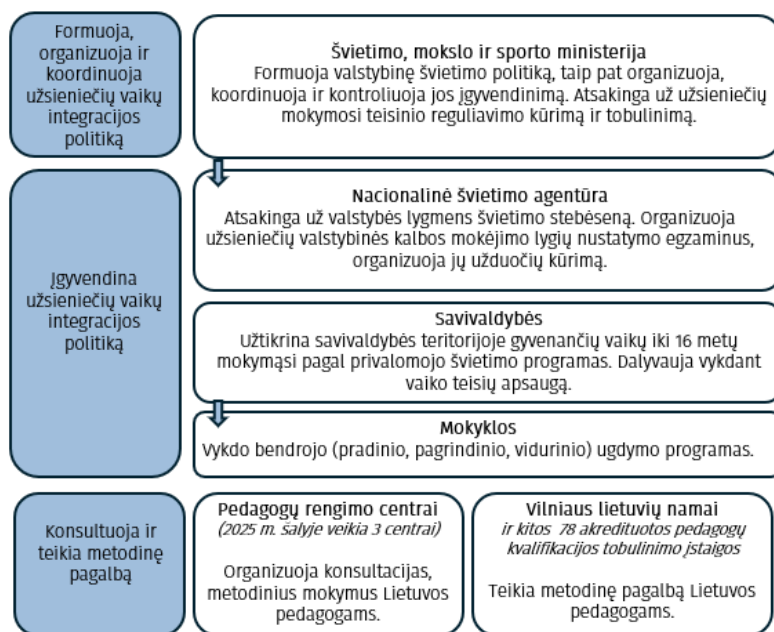 Formuoja,
organizuoja ir
koordinuoja
užsieniečių vaikų
integracijos
politiką
Švietimo, mokslo ir sporto ministerija
Formuoja valstybinę švietimo politiką, taip pat organizuoja,
koordinuoja ir kontroliuoja jos įgyvendinimą. Atsakinga už užsieniečių
mokymosi teisinio reguliavimo kūrimą ir tobulinimą.
Įgyvendina
užsieniečių vaikų
integracijos
politiką
Nacionalinė švietimo agentūra
Atsakinga už valstybės lygmens švietimo stebėseną. Organizuoja
užsieniečių valstybinės kalbos mokėjimo lygių nustatymo egzaminus,
organizuoja jų užduočių kūrimą.
Savivaldybės
Užtikrina savivaldybės teritorijoje gyvenančių vaikų iki 16 metų
mokymąsi pagal privalomojo švietimo programas. Dalyvauja vykdant
vaiko teisių apsaugą.
Mokyklos
Vykdo bendrojo (pradinio, pagrindinio, vidurinio) ugdymo programas.
Konsultuoja ir
teikia metodinę
pagalbą
Pedagogų rengimo centrai
(2025 m. šalyje veikia 3 centrai)
Organizuoja konsultacijas,
metodinius mokymus Lietuvos
pedagogams.
Vilniaus lietuvių namai
ir kitos 78 akredituotos pedagogų
kvalifikacijos tobulinimo įstaigos
Teikia metodinę pagalbą Lietuvos
pedagogams.